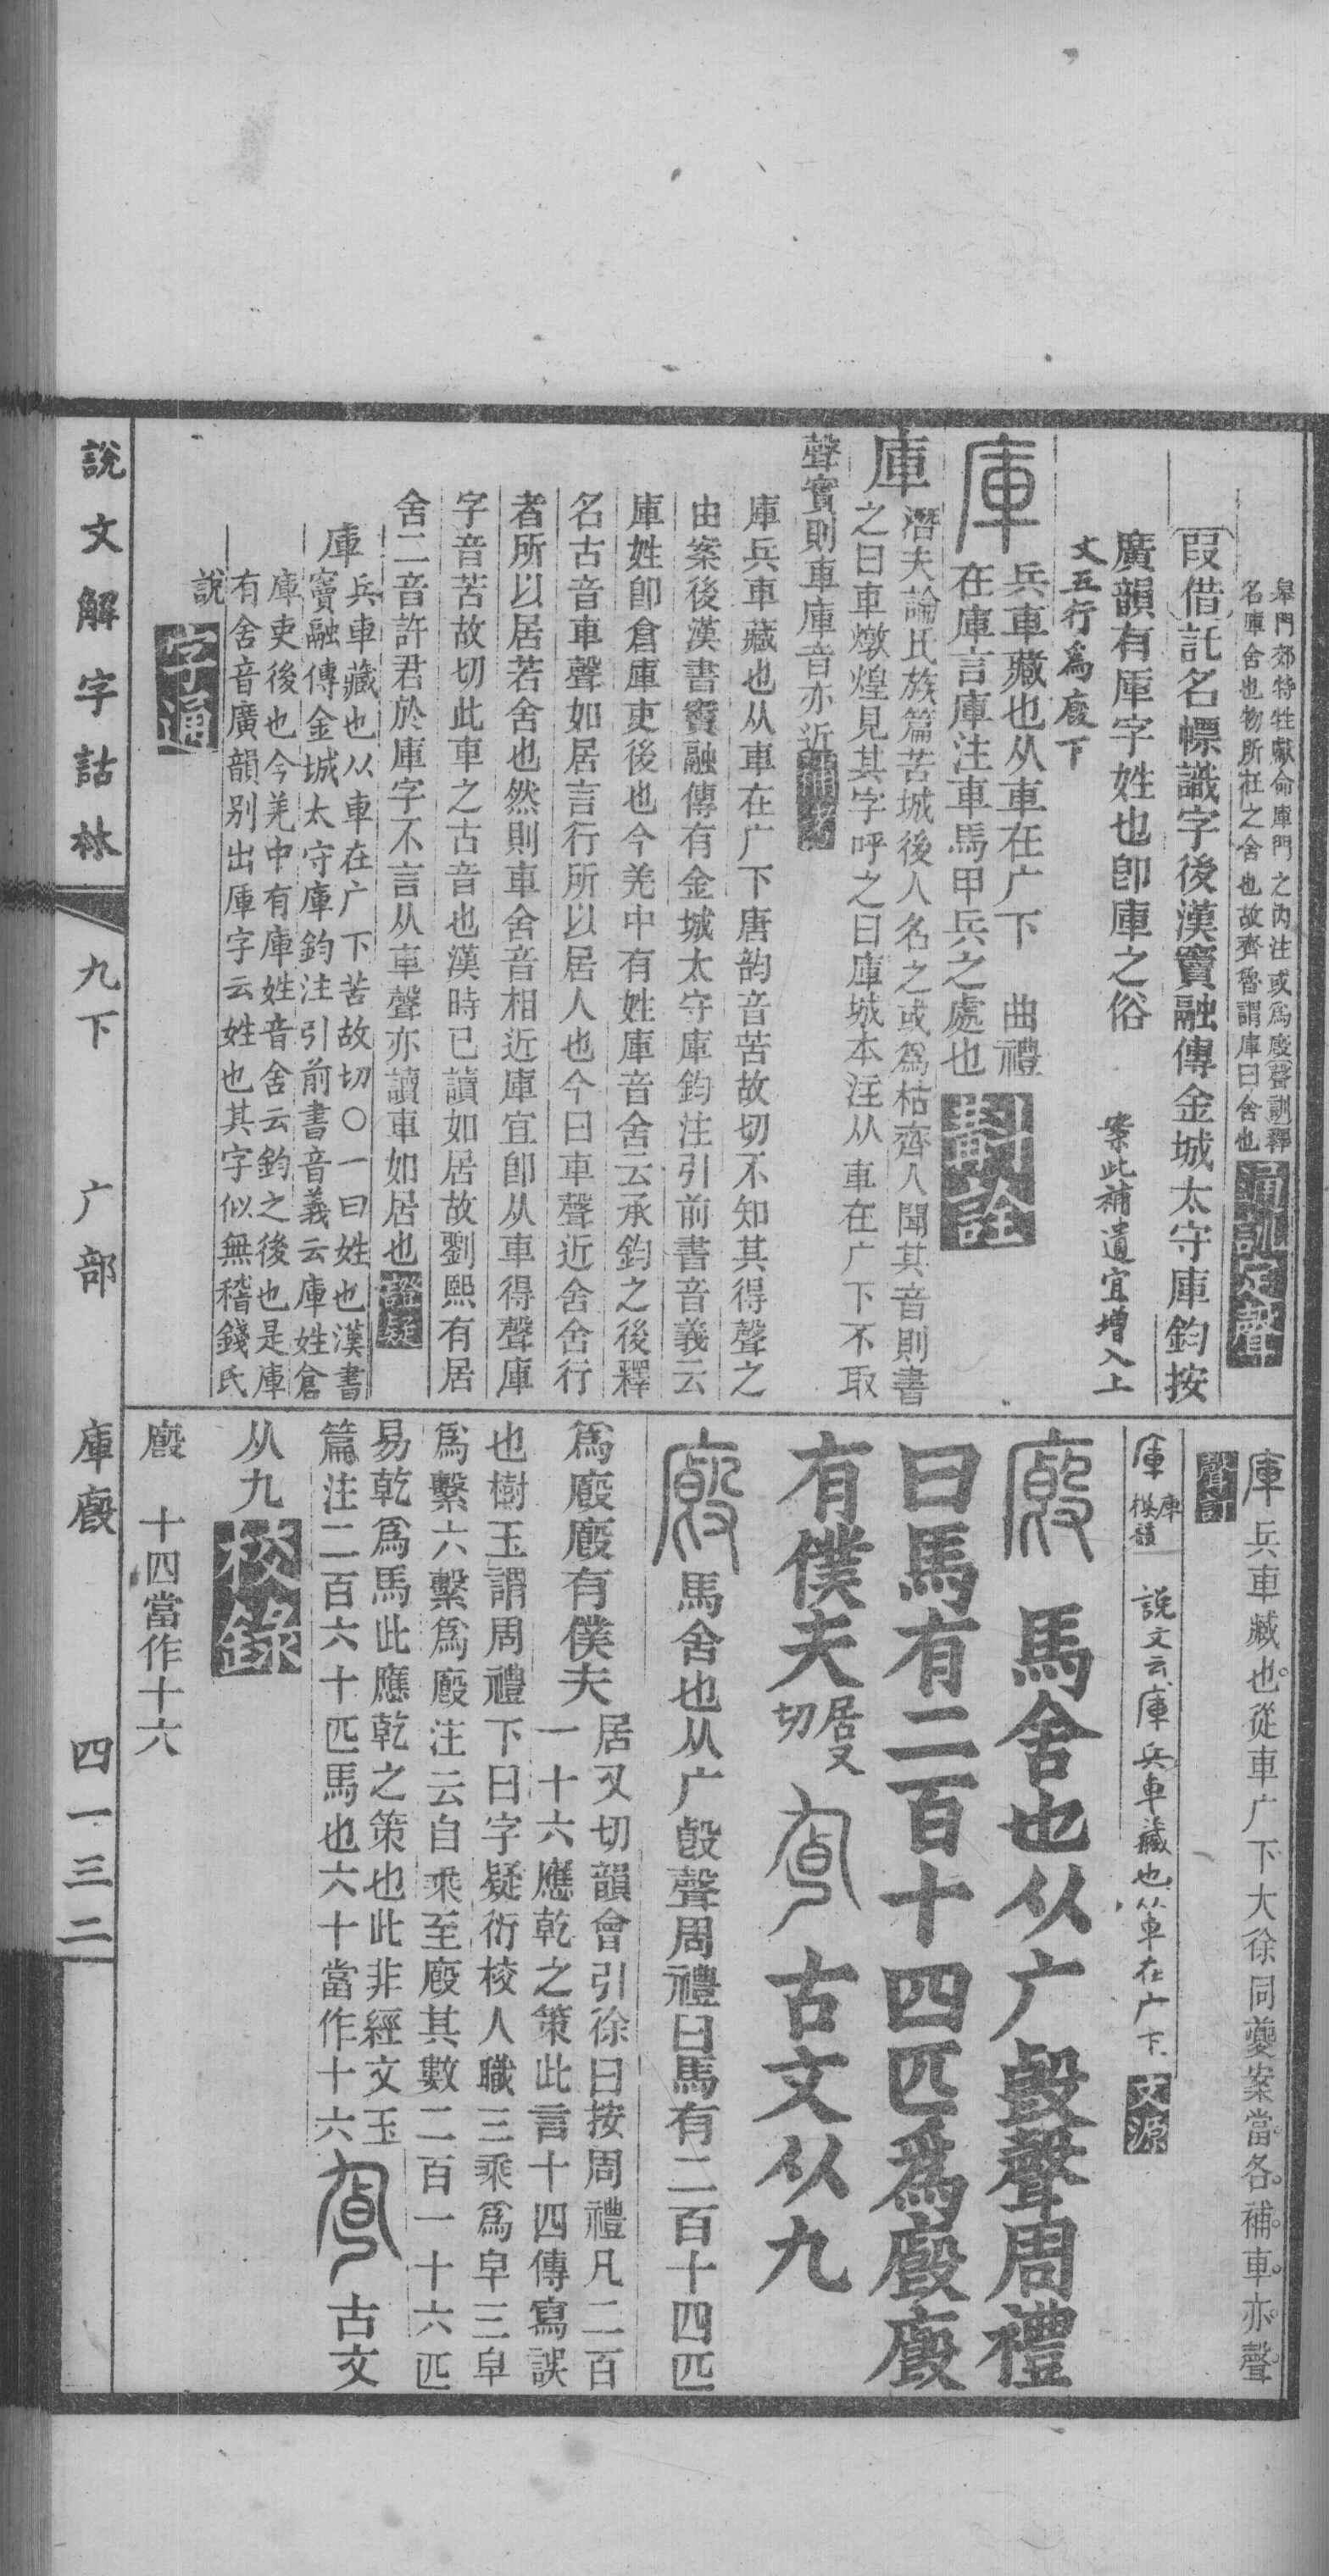 皋門郊特牲獻命庫門之內注或爲廄聲訓釋
名庫舍也物所在之舍也故齊魯謂庫曰舍也通訓定聲
叚借託名幖識字後漢竇融傳金城太守庫鈞按
廣韻有厙字姓也卽庫之俗
案此補遺宜增入上
文五行爲廄下
庫兵車藏也从車在广下 曲禮
在庫言庫注車馬甲兵之處也斠詮
庫潛夫論氏族篇苦城後人名之或爲枯齊人聞其音則書
之曰車燉煌見其字呼之曰庫城本注从車在广下不取
聲實則車庫音亦近
庫兵車藏也从車在广下唐韵音苦故切不知其得聲之
由案後漢書竇融傳有金城太守庫鈞注引前書音義云
庫姓卽倉庫吏後也今羌中有姓庫音舍云承鈞之後釋
名古音車聲如居言行所以居人也今曰車聲近舍舍行
者所以居若舍也然則車舍音相近庫宜卽从車得聲庫
字音苦故切此車之古音也漢時已讀如居故劉熙有居
舍二音許君於庫字不言从車聲亦讀車如居也證疑
庫兵車藏也从車在广下苦故切○一曰姓也漢書
竇融傳金城太守庫鈞注引前書音義云庫姓倉
庫吏後也今羌中有庫姓音舍云鈞之後也是庫
有舍音廣韻别出厙字云姓也其字似無稽錢氏
說字通
庫兵車臧也從車广下大徐同夔案當各補車亦聲
聲訂
庫庫模韻 說文云庫兵車藏也从車在广下文源
廄馬舍也从广㲃聲周禮
曰馬有二百十四匹爲廄廄
有僕夫居又切 𠘕古文从九
廄馬舍也从广㲃聲周禮曰馬有二百十四匹
爲廄廄有僕夫居又切韻會引徐曰按周禮凡二百
一十六應乾之策此言十四傳寫誤
也樹玉謂周禮下曰字疑衍校人職三乘爲皁三皁
爲繫六繫爲廄注云自乘至廄其數二百一十六匹
易乾爲馬此應乾之策也此非經文玉
篇注二百六十匹馬也六十當作十六 古文
从九校錄
廄 十四當作十六
說文解字詁林 九下 广部 庫廄 四一三二